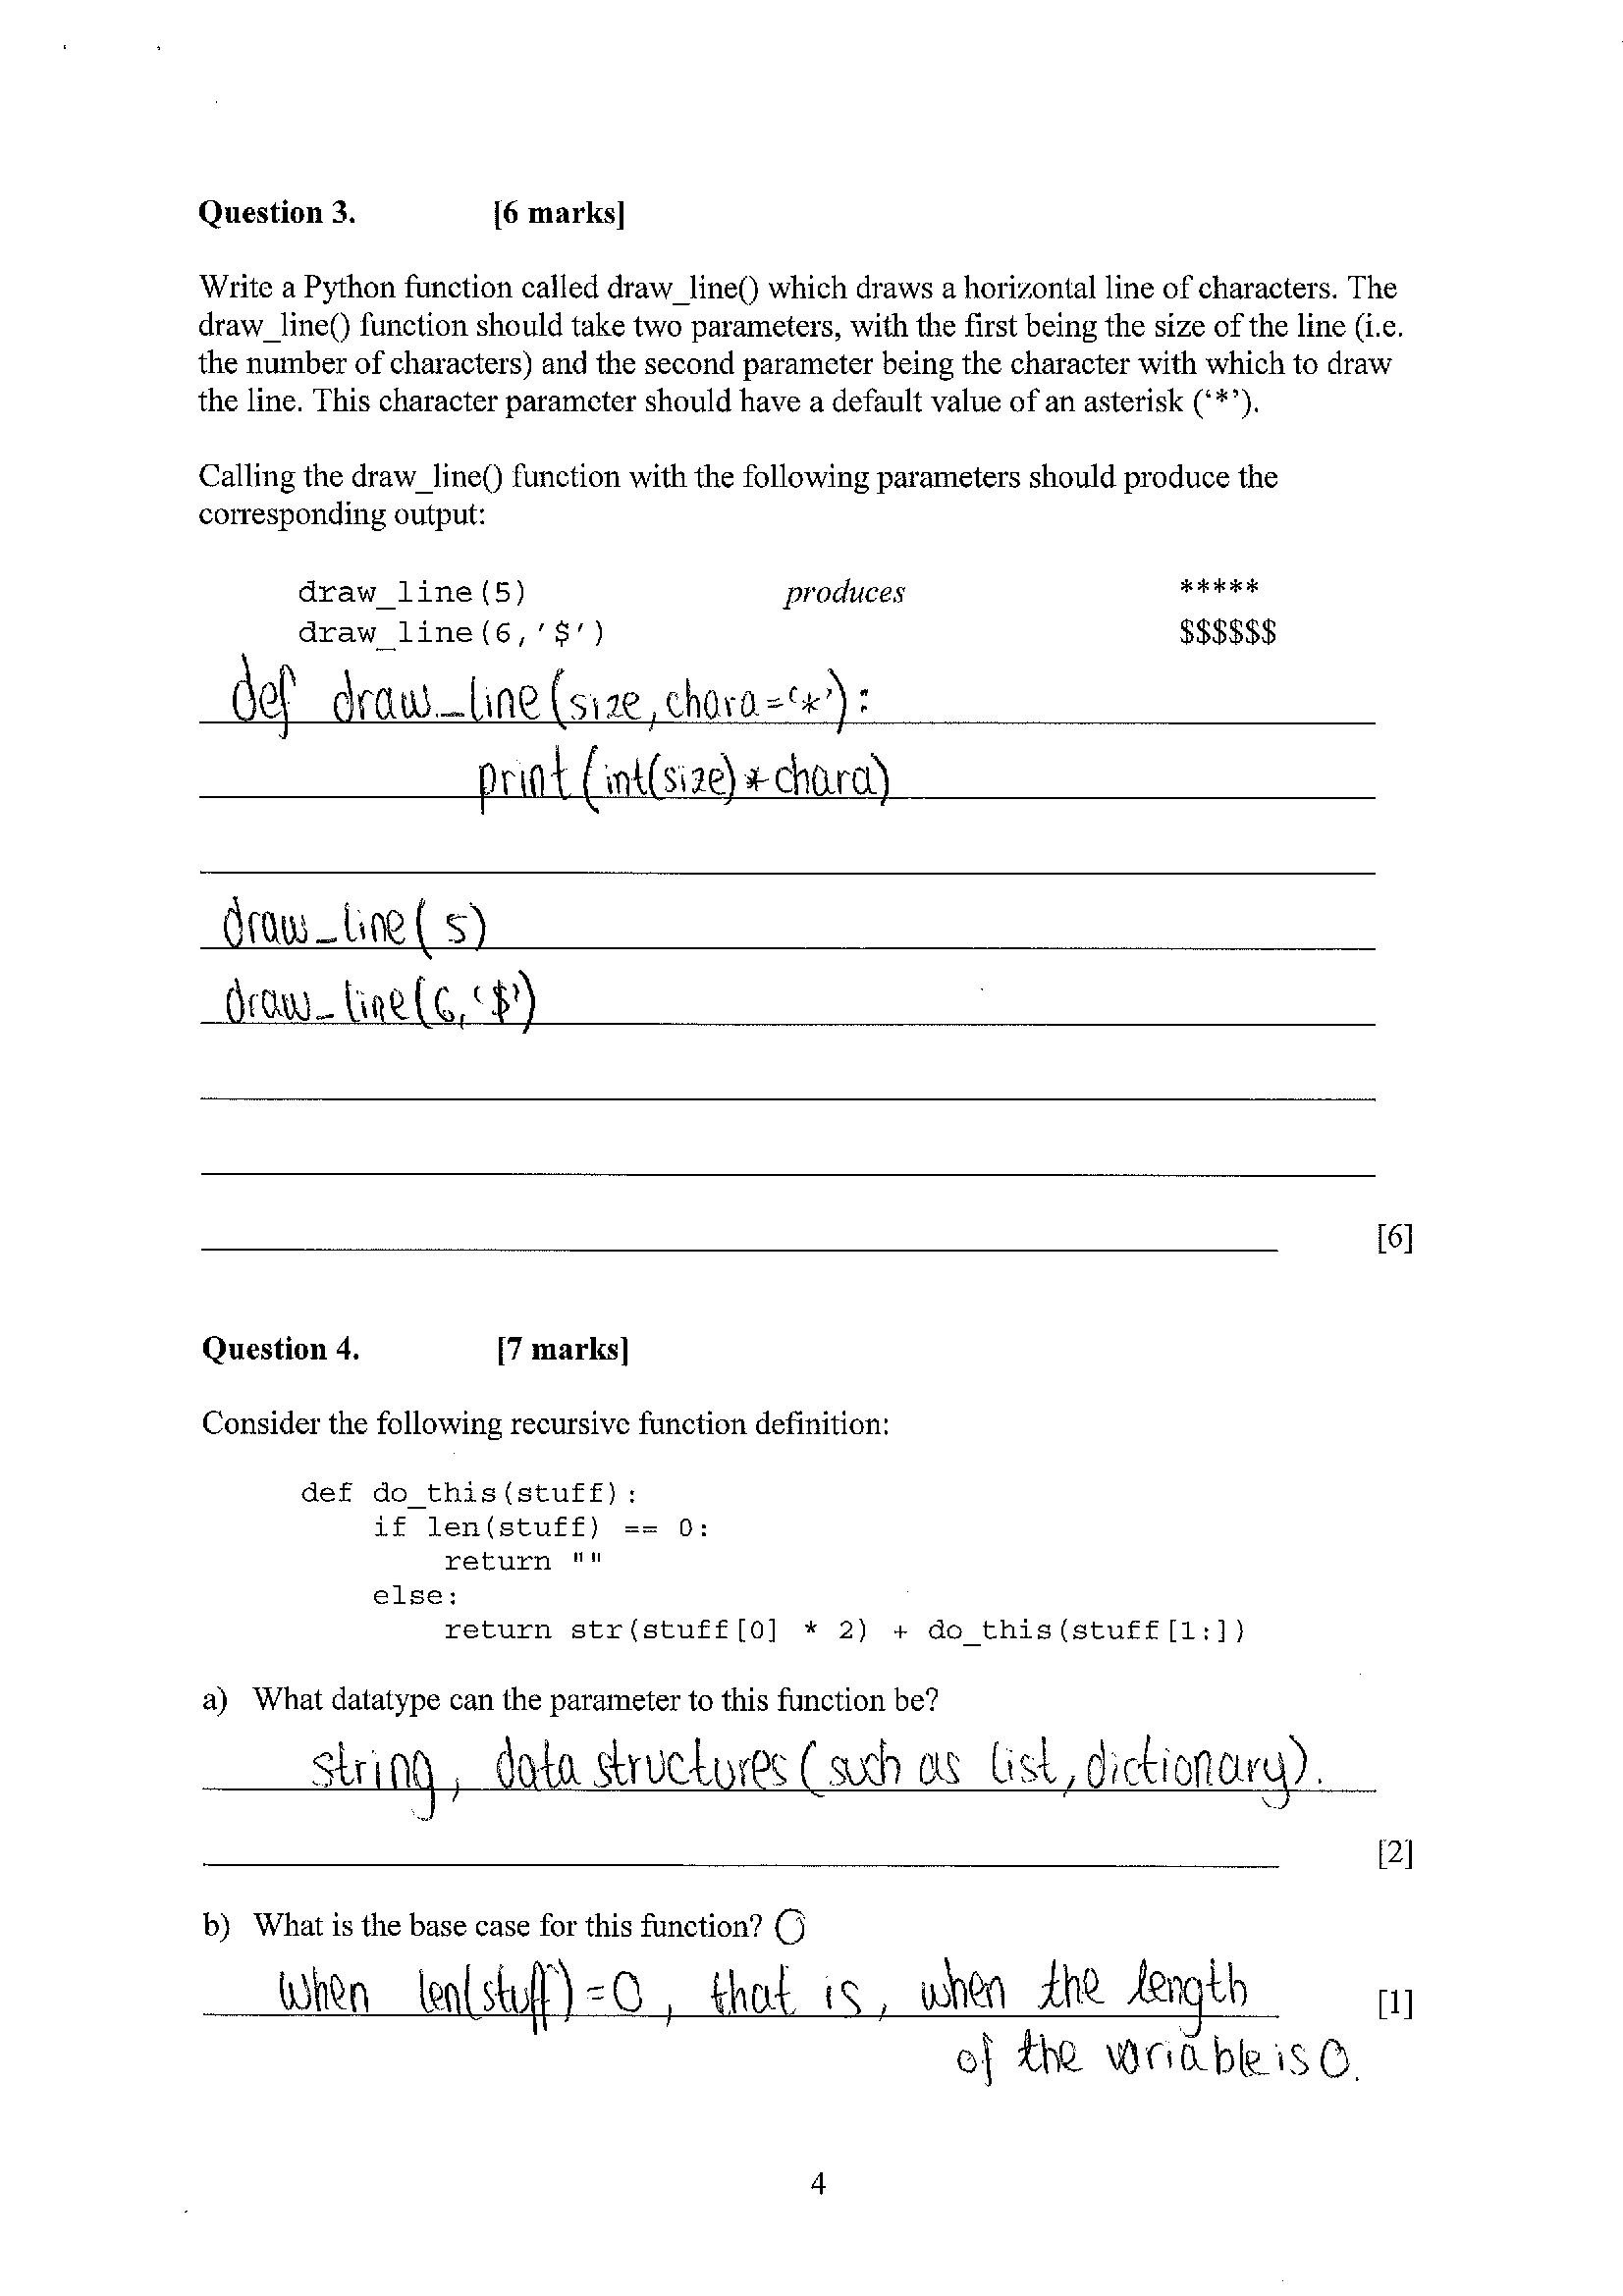 Question 3. [6 marks]
Write a Python function called draw_line() which draws a horizontal line of characters. The
draw_line() function should take two parameters, with the first being the size of the line (i.e.
the number of characters) and the second parameter being the character with which to draw
the line. This character parameter should have a default value of an asterisk (‘*’).
Calling the draw_line() function with the following parameters should produce the
corresponding output:
draw_line(5) produces *****
draw_line(6,'$') $$$$$$
def draw_line(size, chara=‘*’):
print(int(size)*chara)
draw_line(5)
draw_line(6,‘$’)
[6]
Question 4. [7 marks]
Consider the following recursive function definition:
def do_this(stuff):
if len(stuff) == 0:
return ""
else:
return str(stuff[0] * 2) + do_this(stuff[1:])
a) What datatype can the parameter to this function be?
string, data structures (such as list, dictionary).
[2]
b) What is the base case for this function? O
When len(stuff)=0, that is, when the length
[1]
of the variable is 0.
4